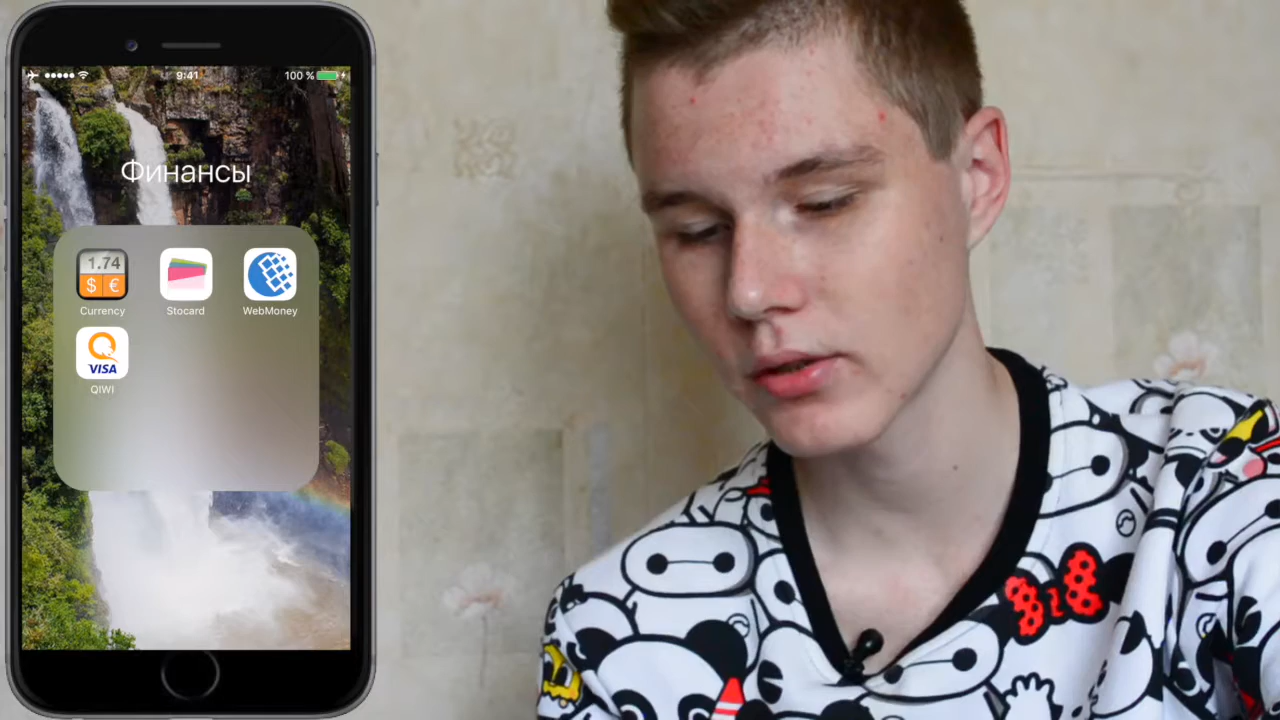 9:41
100 %
Финансы
1.74
$ €
Currency
Stocard
WebMoney
VISA
QIWI